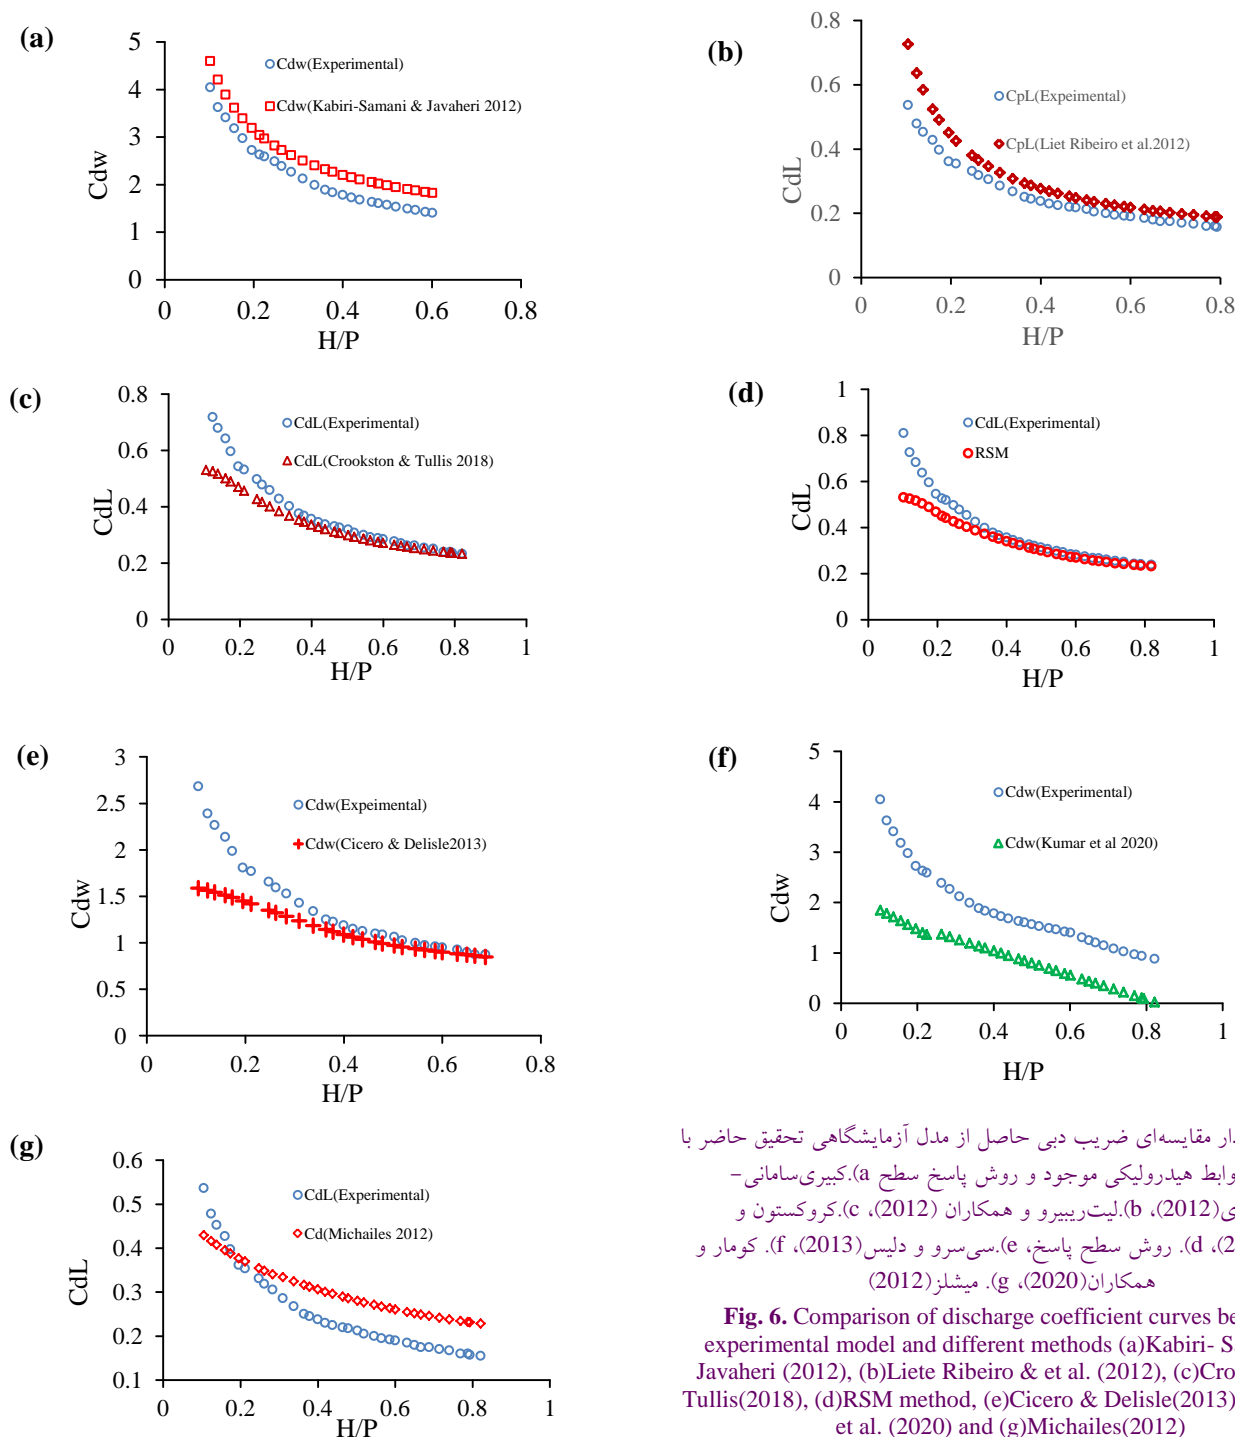 (a)
5
4
3
2
1
0
Cdw
Cdw(Experimental)
Cdw(Kabiri-Samani & Javaheri 2012)
0 0.2 0.4 0.6 0.8
H/P
(b)
0.8
0.6
0.4
0.2
0
CdL
CpL(Expeimental)
CpL(Liet Ribeiro et al.2012)
0 0.2 0.4 0.6 0.8
H/P
(c)
0.8
0.6
0.4
0.2
0
CdL
CdL(Experimental)
CdL(Crookston & Tullis 2018)
0 0.2 0.4 0.6 0.8 1
H/P
(d)
1
0.8
0.6
0.4
0.2
0
CdL
CdL(Experimental)
RSM
0 0.2 0.4 0.6 0.8 1
H/P
(e)
3
2.5
2
1.5
1
0.5
0
Cdw
Cdw(Expeimental)
Cdw(Cicero & Delisle2013)
0 0.2 0.4 0.6 0.8
H/P
(f)
5
4
3
2
1
0
Cdw
Cdw(Experimental)
Cdw(Kumar et al 2020)
0 0.2 0.4 0.6 0.8 1
H/P
(g)
0.6
0.5
0.4
0.3
0.2
0.1
CdL
CdL(Experimental)
Cd(Michailes 2012)
0 0.2 0.4 0.6 0.8 1
H/P
مقایسه‌ای ضریب دبی حاصل از مدل آزمایشگاهی تحقیق حاضر با
هیدرولیکی موجود و روش پاسخ سطح a).کبیری‌سامانی-
(2012)، b).لیت‌ریبیرو و همکاران (2012)، c).کروکستون و
d). روش سطح پاسخ، e).سی‌سرو و دلیس(2013)، f). کومار و
همکاران(2020)، g). میشلز(2012)
Fig. 6. Comparison of discharge coefficient curves
experimental model and different methods (a)Kabiri-
Javaheri (2012), (b)Liete Ribeiro & et al. (2012),
Tullis(2018), (d)RSM method, (e)Cicero & Delisle(2013)
et al. (2020) and (g)Michailes(2012)